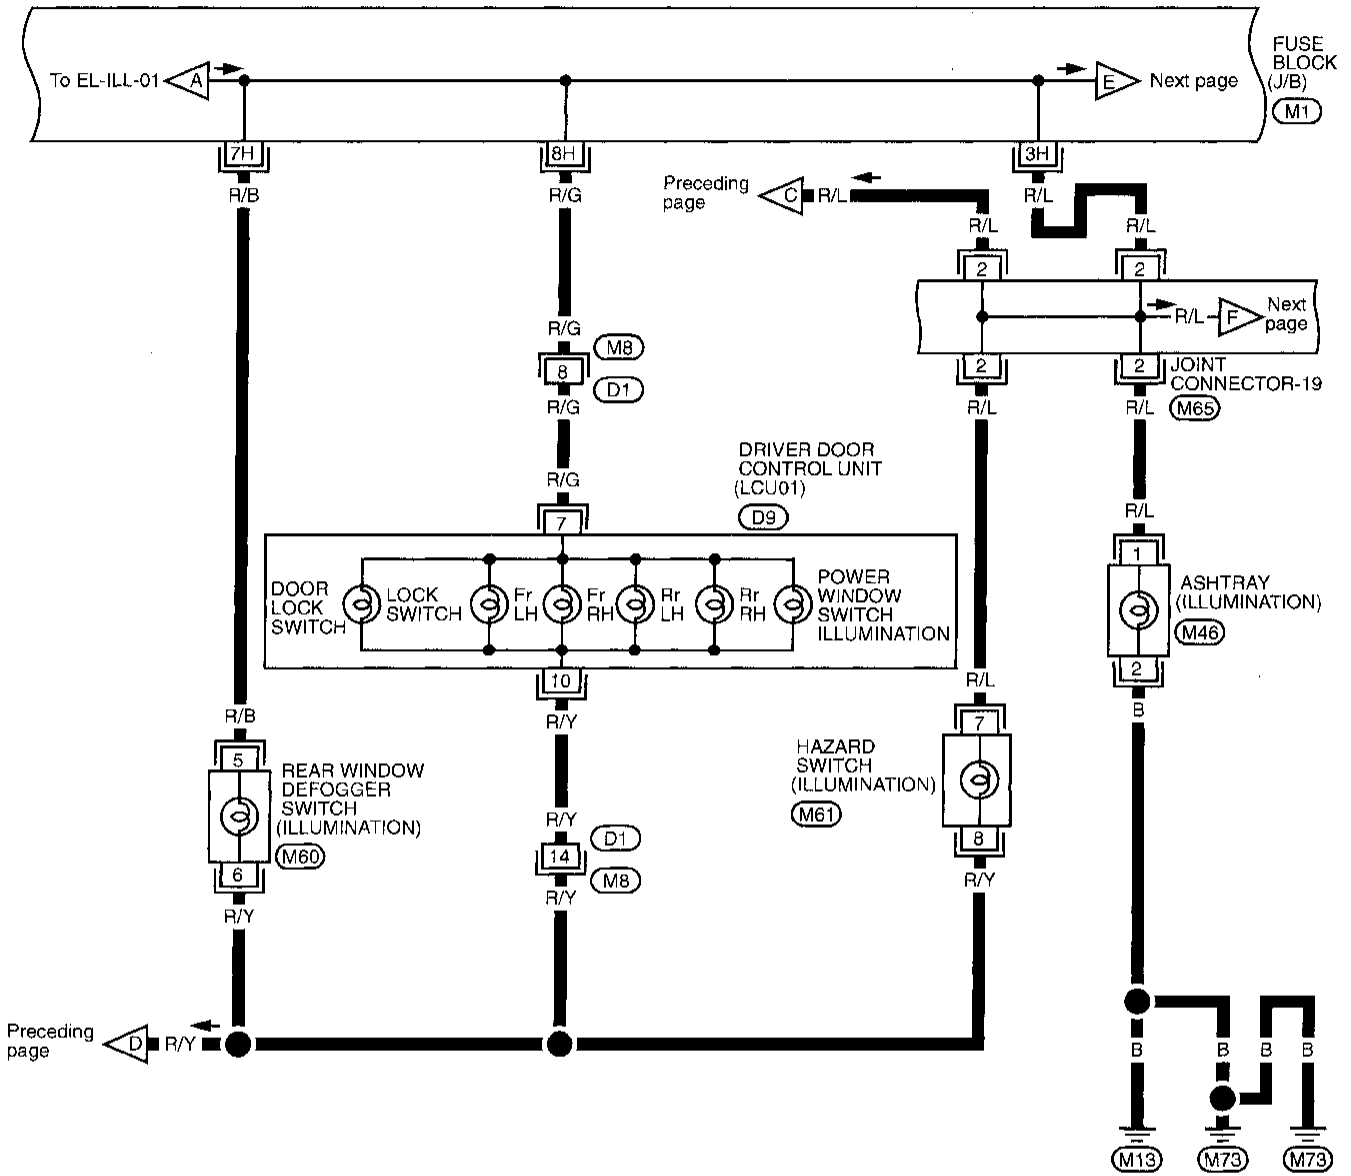 FUSE
BLOCK
(J/B)
M1
To EL-ILL-01
A
E
Next page
7H
8H
3H
R/B
R/G
R/L
Preceding
page
C
R/L
R/L
R/L
2
2
R/L
F
Next
page
2
2
JOINT
CONNECTOR-19
M65
R/L
R/L
R/G
M8
8
D1
R/G
R/G
DRIVER DOOR
CONTROL UNIT
(LCU01)
D9
7
R/L
1
DOOR
LOCK
SWITCH
LOCK
SWITCH
Fr
LH
Fr
RH
Rr
LH
Rr
RH
POWER
WINDOW
SWITCH
ILLUMINATION
ASHTRAY
(ILLUMINATION)
M46
2
B
10
R/Y
R/L
7
HAZARD
SWITCH
(ILLUMINATION)
M61
8
R/Y
R/B
5
REAR WINDOW
DEFOGGER
SWITCH
(ILLUMINATION)
M60
6
R/Y
R/Y
D1
14
M8
R/Y
Preceding
page
D
R/Y
B
B
B
B
M13
M73
M73